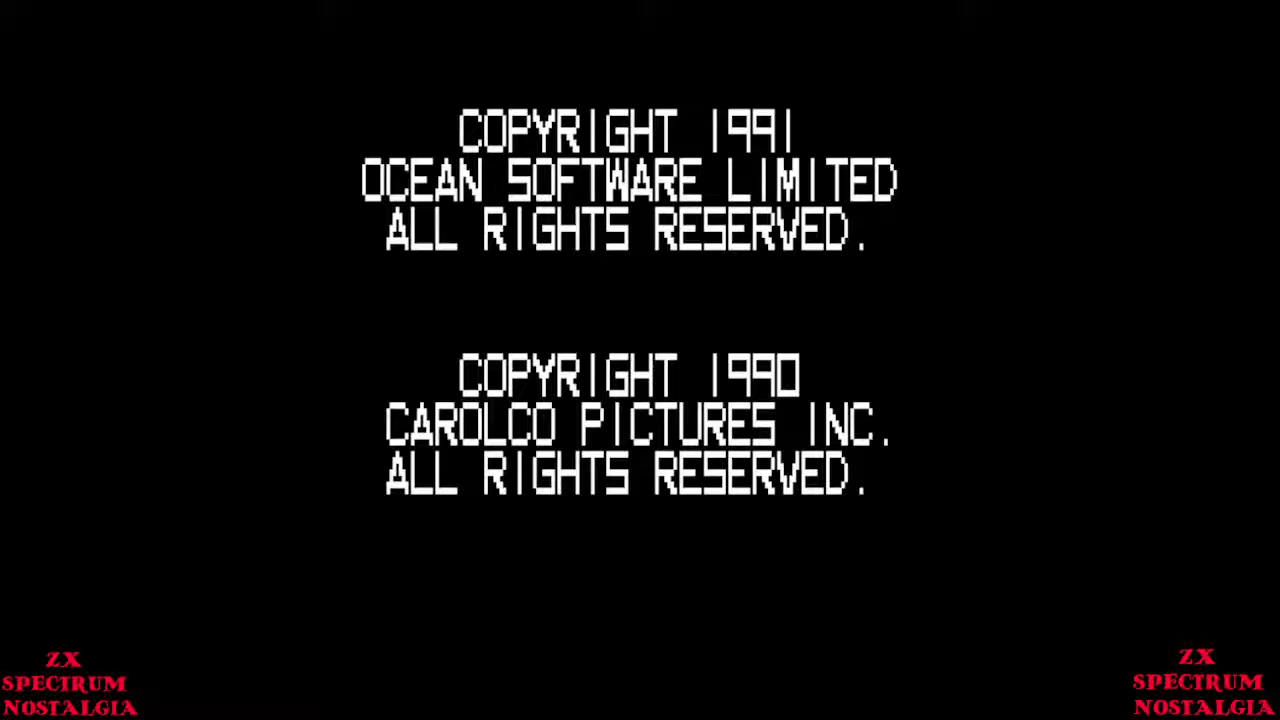 COPYRIGHT 1991
OCEAN SOFTWARE LIMITED
ALL RIGHTS RESERVED.
COPYRIGHT 1990
CAROLCO PICTURES INC.
ALL RIGHTS RESERVED.
ZX
SPECTRUM
NOSTALGIA
ZX
SPECTRUM
NOSTALGIA